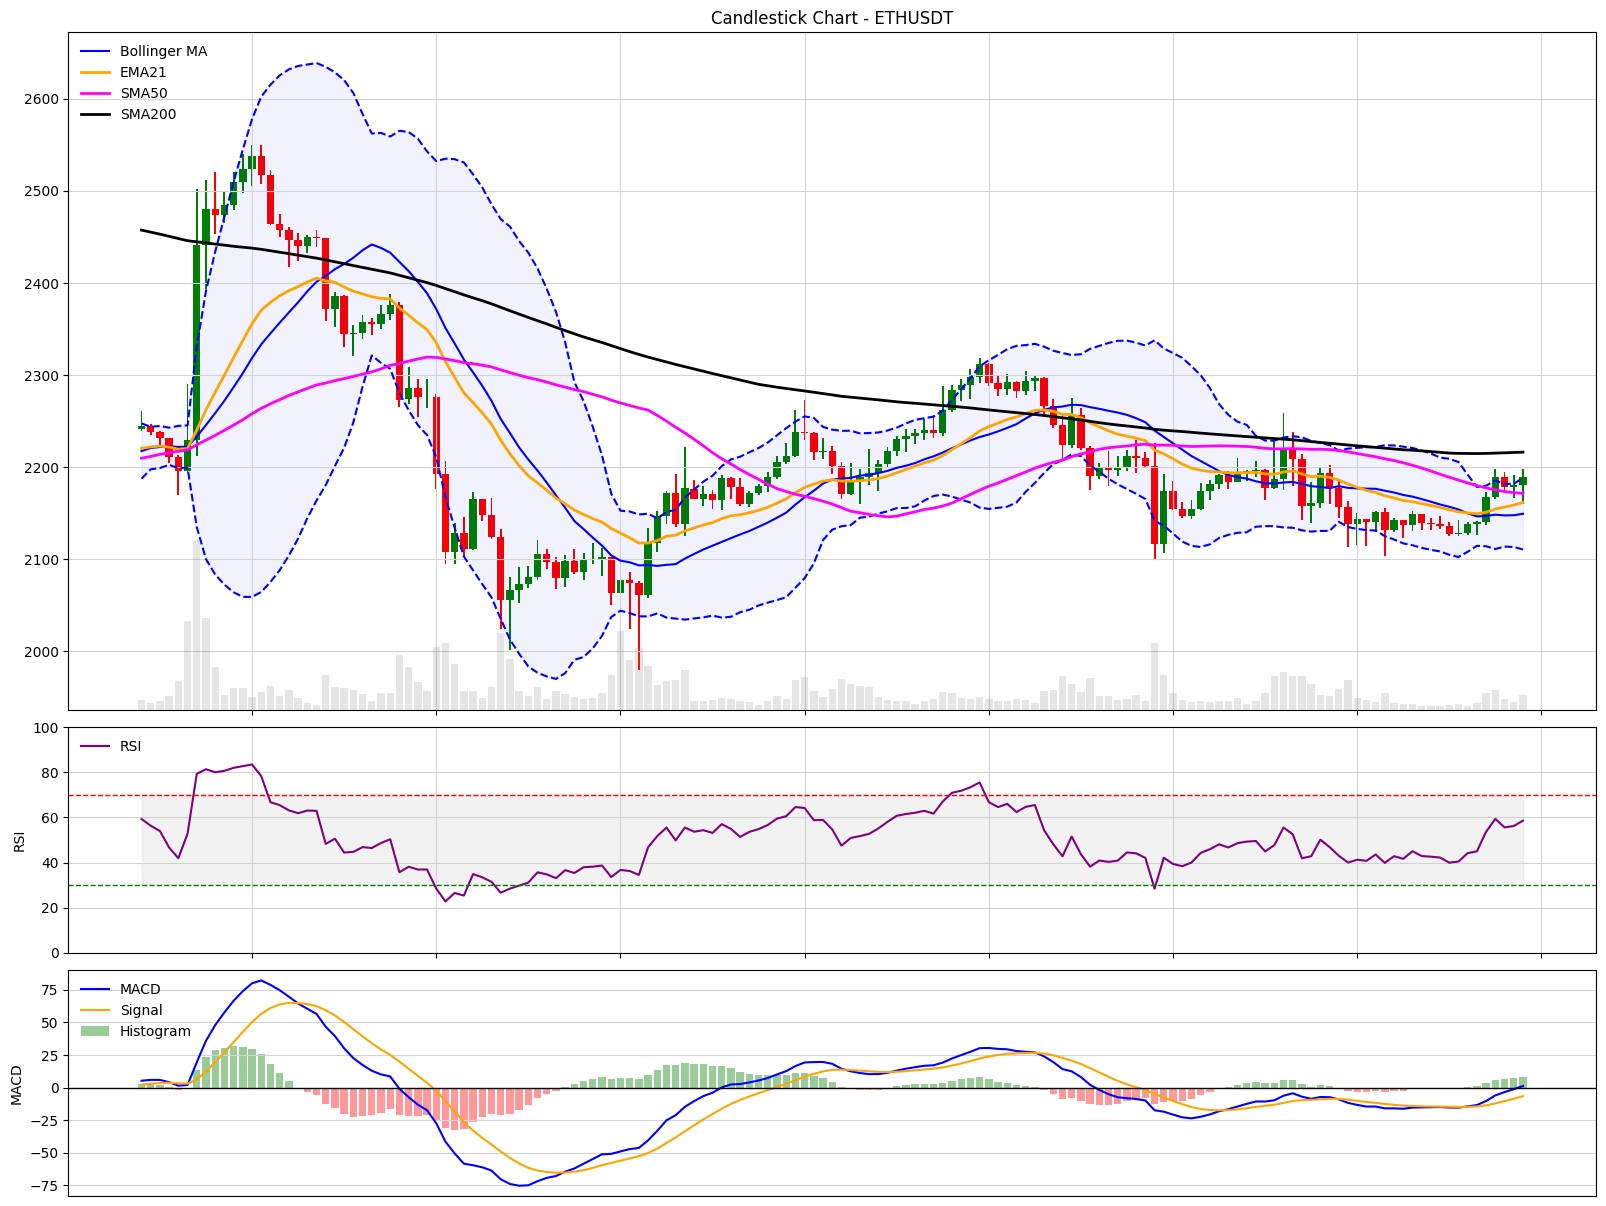 Candlestick Chart - ETHUSDT
Bollinger MA
EMA21
SMA50
SMA200
2600
2500
2400
2300
2200
2100
2000
RSI
100
80
60
40
20
0
RSI
MACD
Signal
Histogram
75
50
25
0
−25
−50
−75
MACD